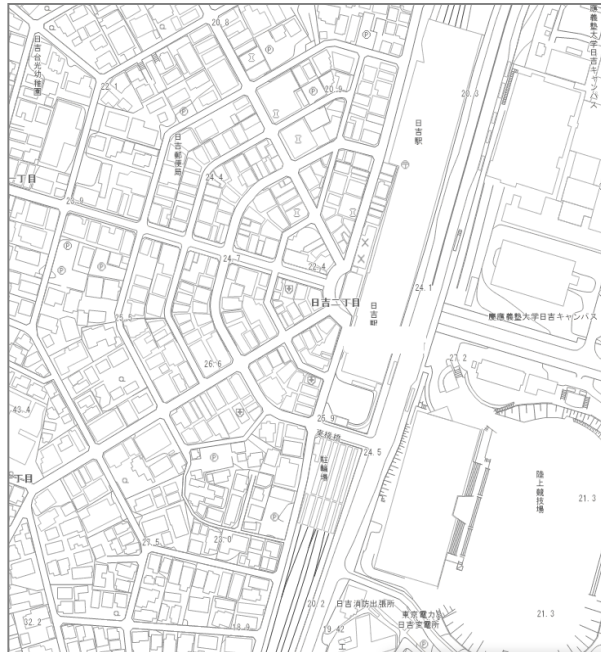 20.8
日吉台光幼稚園
慶應義塾大学日吉キャンパス
22.1
20.9
20.3
日吉駅
日吉郵便局
24.4
丁目
23.9
24.7
22.4
24.1
日吉二丁目
日吉駅
慶應義塾大学日吉キャンパス
25.5
26.6
27.2
43.4
25.9
24.5
駐輪場
丁目
陸上競技場
21.3
27.5
23.0
20.2
日吉消防出張所
東京電力
日吉変電所
21.3
32.2
18.9
19.42